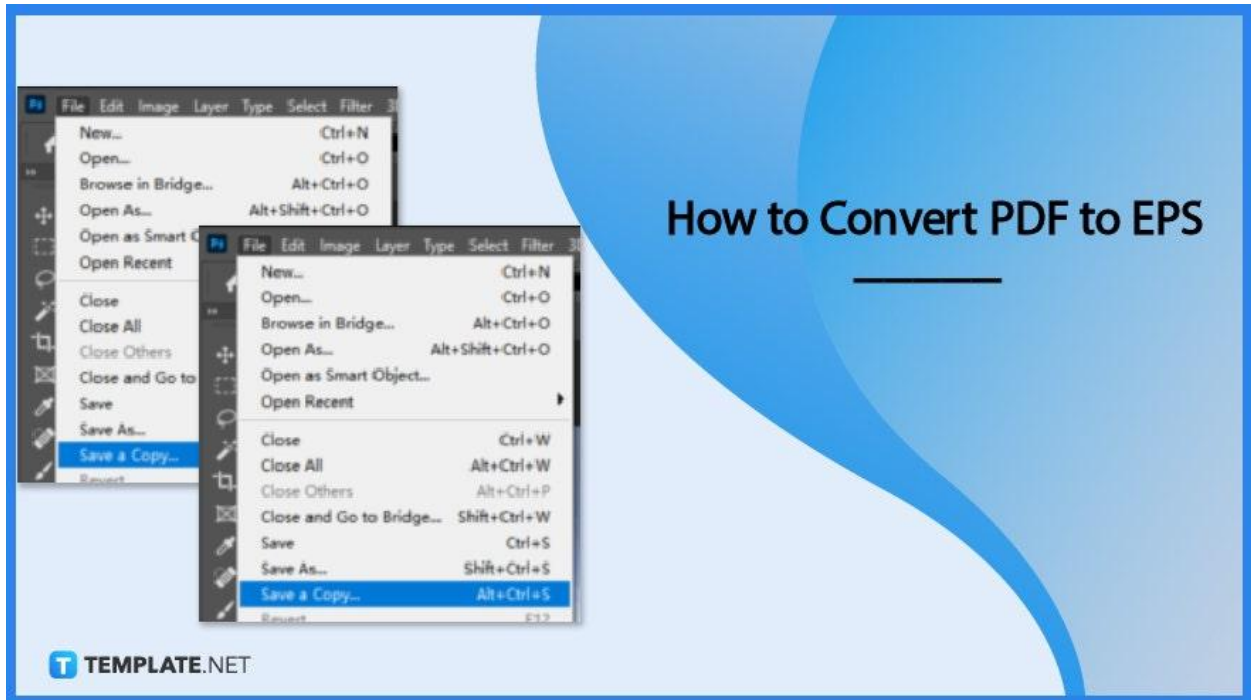 Ps File Edit Image Layer Type Select Filter
New... Ctrl+N
Open... Ctrl+O
Browse in Bridge... Alt+Ctrl+O
Open As... Alt+Shift+Ctrl+O
Open as Smart
Open Recent
Close
Close All
Close Others
Close and Go to
Save
Save As...
Save a Copy...
Revert
Ps File Edit Image Layer Type Select Filter
New... Ctrl+N
Open... Ctrl+O
Browse in Bridge... Alt+Ctrl+O
Open As... Alt+Shift+Ctrl+O
Open as Smart Object...
Open Recent
Close Ctrl+W
Close All Alt+Ctrl+W
Close Others Alt+Ctrl+P
Close and Go to Bridge... Shift+Ctrl+W
Save Ctrl+S
Save As... Shift+Ctrl+S
Save a Copy... Alt+Ctrl+S
Revert F12
How to Convert PDF to EPS
T TEMPLATE.NET